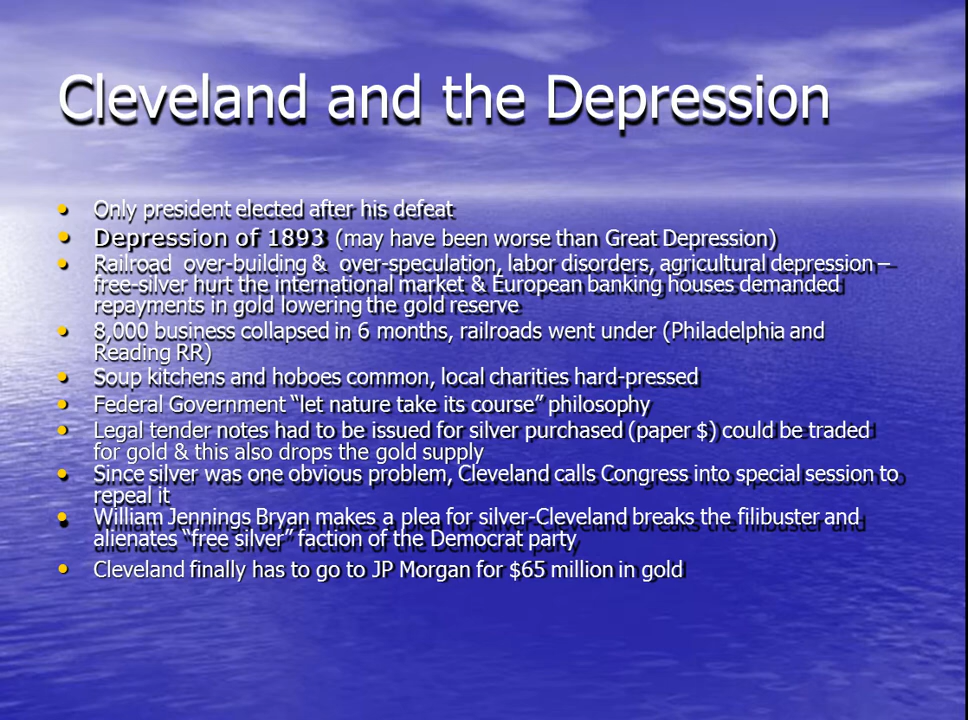 Cleveland and the Depression
• Only president elected after his defeat
• Depression of 1893 (may have been worse than Great Depression)
• Railroad over-building & over-speculation, labor disorders, agricultural depression –
free-silver hurt the international market & European banking houses demanded
repayments in gold lowering the gold reserve
• 8,000 business collapsed in 6 months, railroads went under (Philadelphia and
Reading RR)
• Soup kitchens and hoboes common, local charities hard-pressed
• Federal Government “let nature take its course” philosophy
• Legal tender notes had to be issued for silver purchased (paper $) could be traded
for gold & this also drops the gold supply
• Since silver was one obvious problem, Cleveland calls Congress into special session to
repeal it
• William Jennings Bryan makes a plea for silver-Cleveland breaks the filibuster and
alienates “free silver” faction of the Democrat party
• Cleveland finally has to go to JP Morgan for $65 million in gold